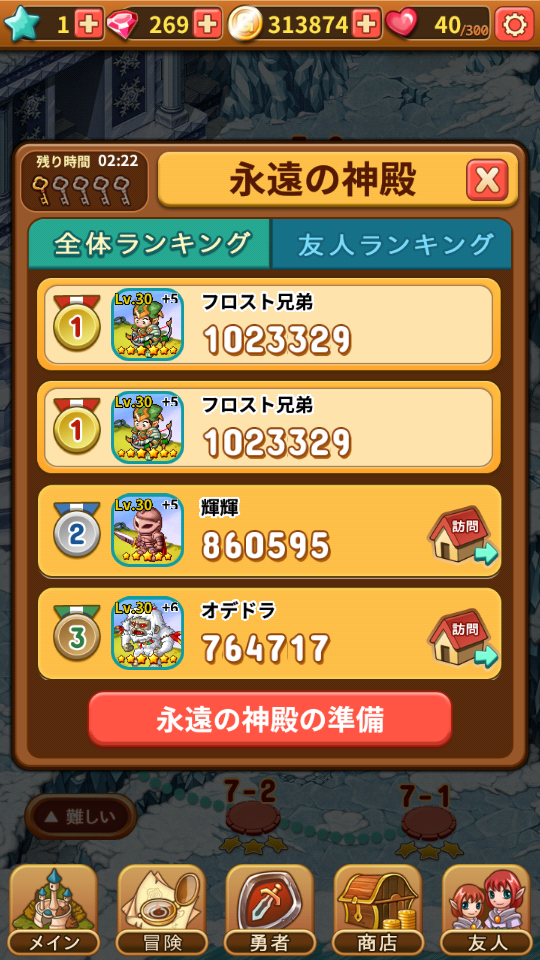 1
269
313874
40/300
残り時間 02:22
永遠の神殿
全体ランキング
友人ランキング
1
Lv.30 +5
フロスト兄弟
1023329
1
Lv.30 +5
フロスト兄弟
1023329
2
Lv.30 +5
輝輝
860595
訪問
3
Lv.30 +6
オデドラ
764717
訪問
永遠の神殿の準備
7-2
7-1
▲ 難しい
メイン
冒険
勇者
商店
友人